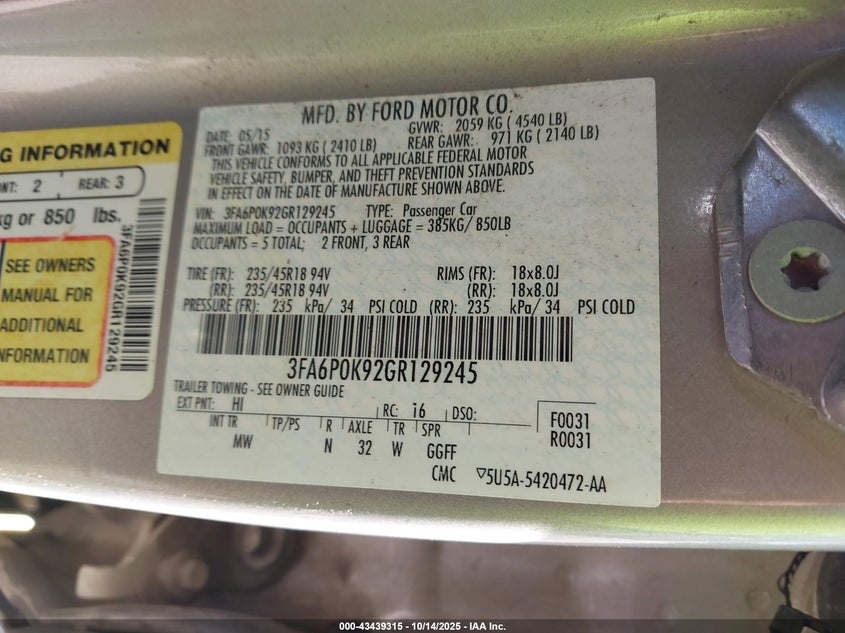 MFD. BY FORD MOTOR CO.
DATE: 05/15 GVWR: 2059 KG ( 4540 LB)
FRONT GAWR: 1093 KG ( 2410 LB) REAR GAWR: 971 KG ( 2140 LB)
THIS VEHICLE CONFORMS TO ALL APPLICABLE FEDERAL MOTOR
VEHICLE SAFETY, BUMPER, AND THEFT PREVENTION STANDARDS
IN EFFECT ON THE DATE OF MANUFACTURE SHOWN ABOVE.
VIN: 3FA6P0K92GR129245 TYPE: Passenger Car
MAXIMUM LOAD = OCCUPANTS + LUGGAGE = 385KG/ 850LB
OCCUPANTS = 5 TOTAL; 2 FRONT, 3 REAR
TIRE (FR): 235/45R18 94V RIMS (FR): 18x8.0J
(RR): 235/45R18 94V (RR): 18x8.0J
PRESSURE (FR): 235 kPa/ 34 PSI COLD (RR): 235 kPa/ 34 PSI COLD
3FA6P0K92GR129245
TRAILER TOWING - SEE OWNER GUIDE
EXT PNT: HI RC: i6 DSO: F0031
INT TR TP/PS R AXLE TR SPR R0031
MW N 32 W GGFF
CMC ▽5U5A-5420472-AA
G INFORMATION
NT: 2 REAR: 3
kg or 850 lbs.
SEE OWNERS
MANUAL FOR
ADDITIONAL
INFORMATION
3FA6P0K92GR129245
000-43439315 - 10/14/2025 - IAA Inc.